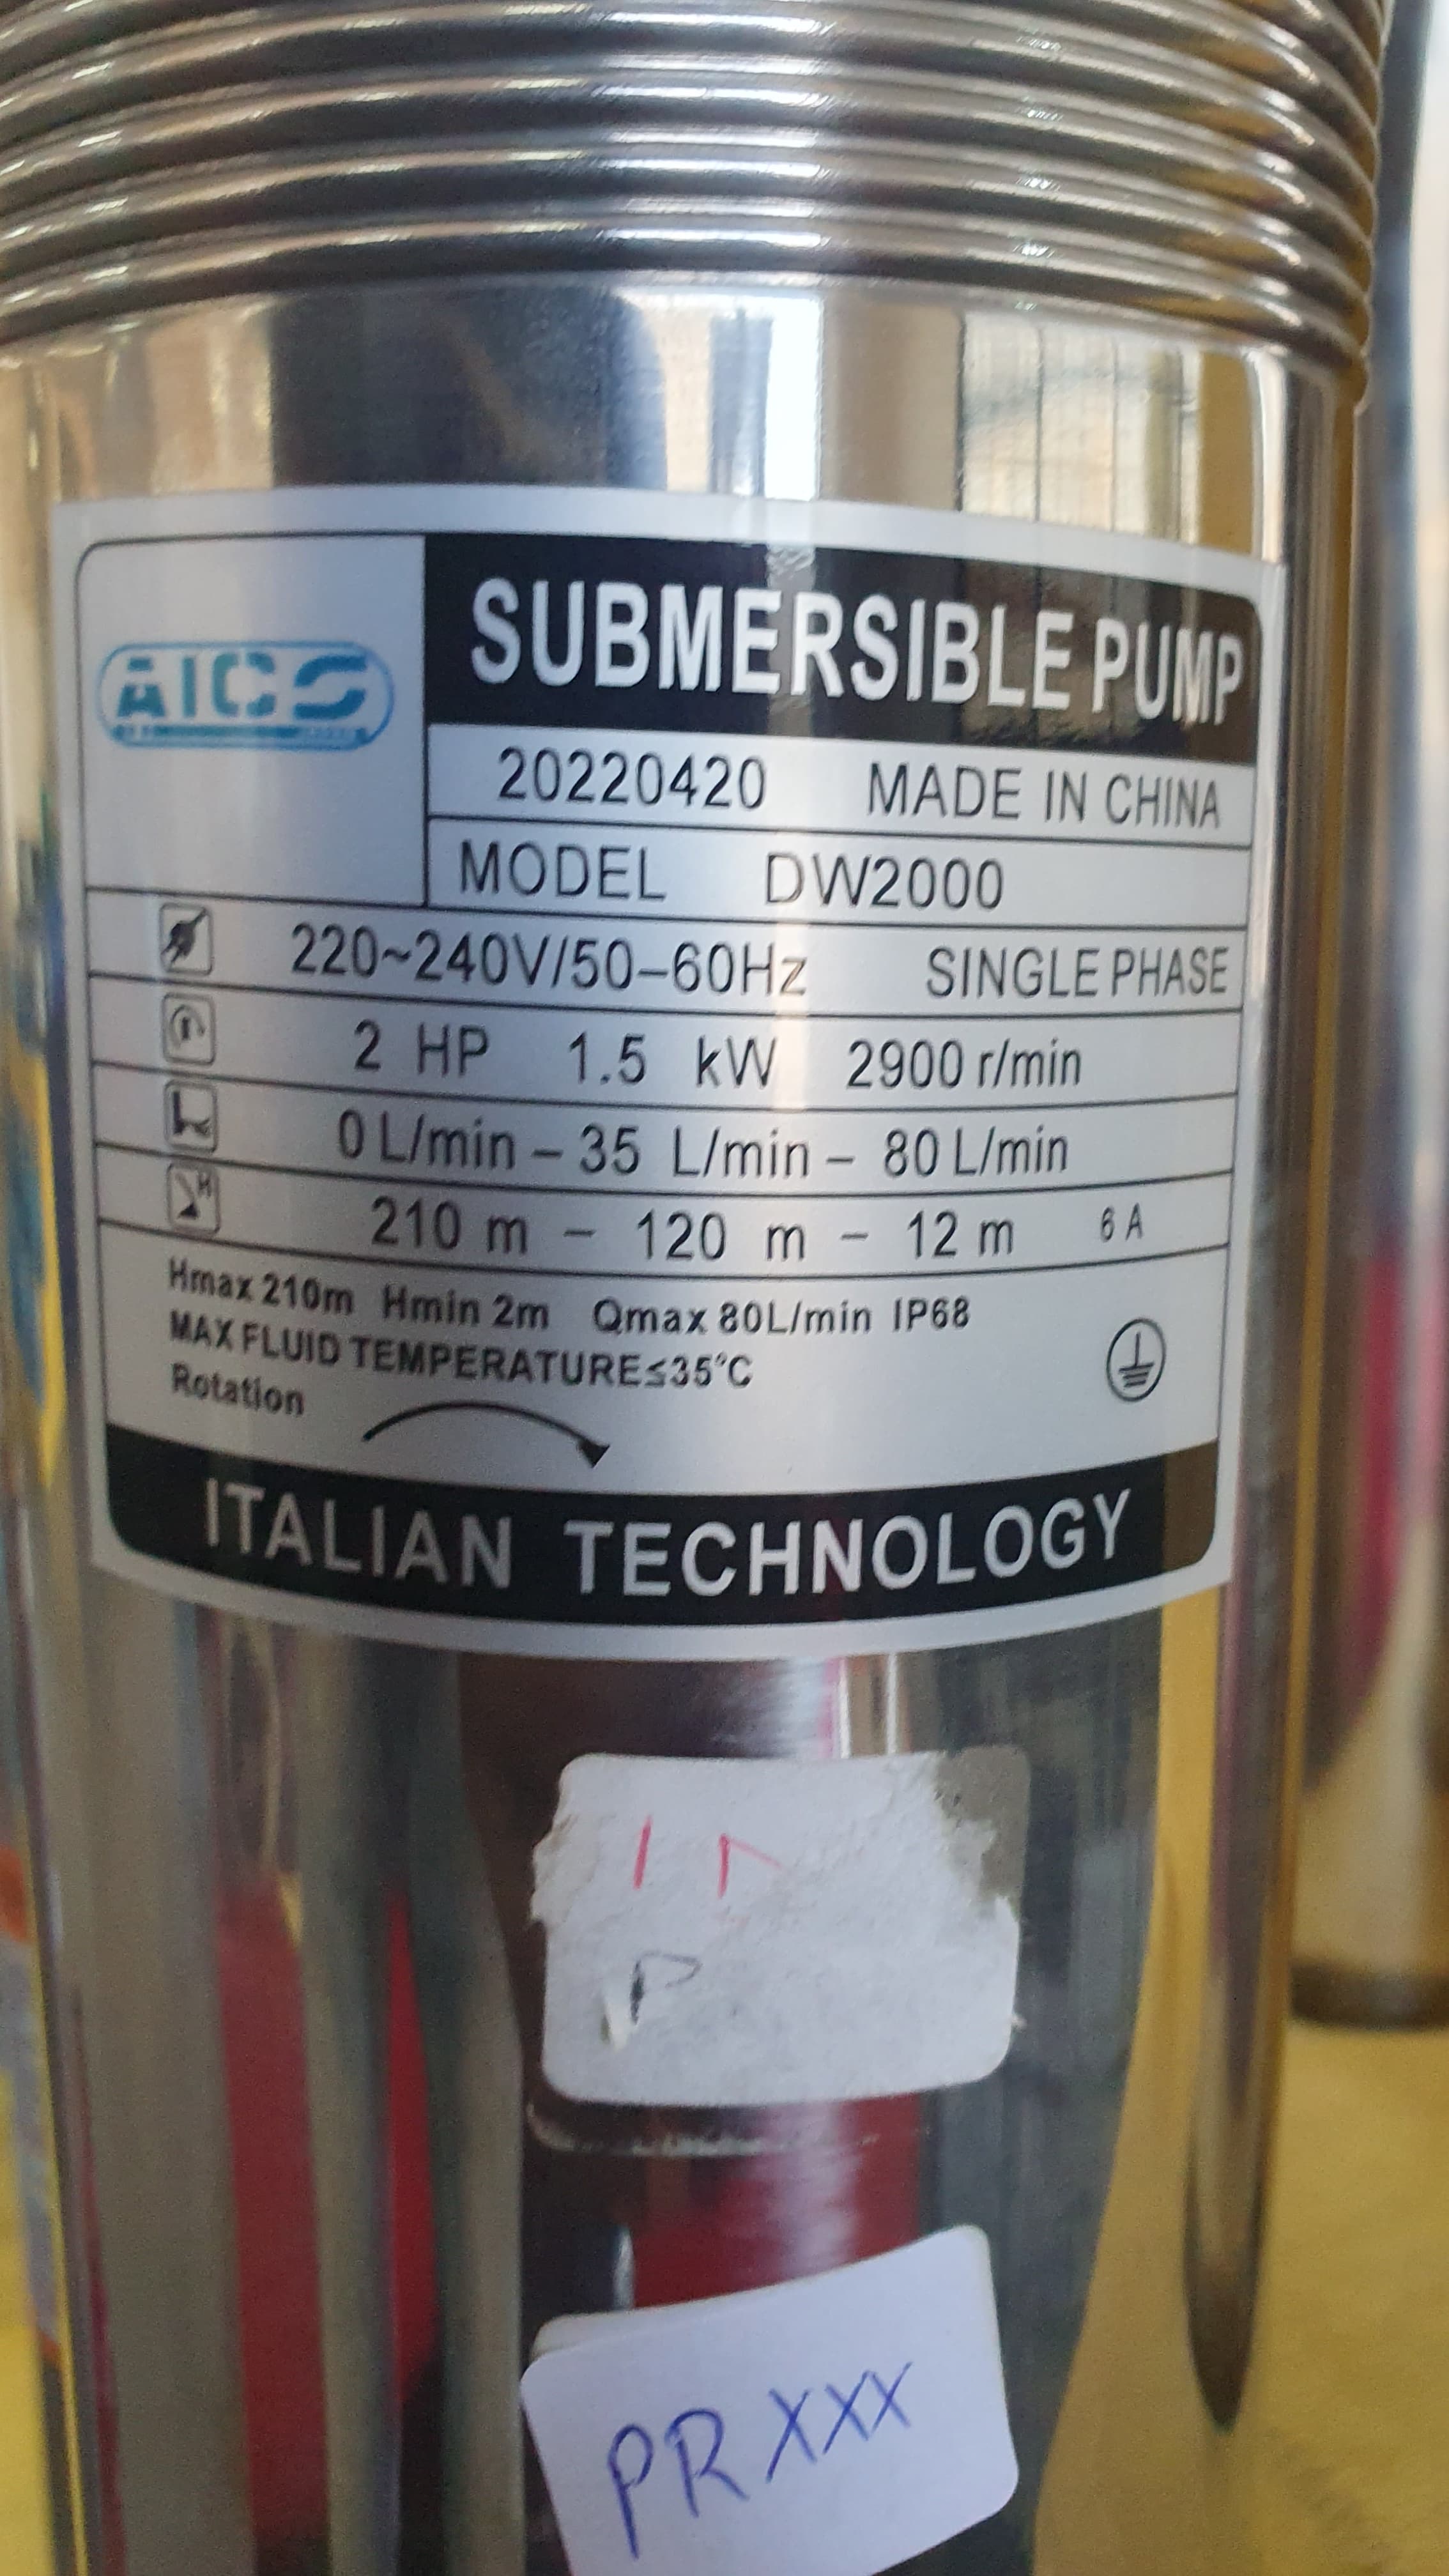 AICS
SUBMERSIBLE PUMP
20220420 MADE IN CHINA
MODEL DW2000
220~240V/50-60Hz SINGLE PHASE
2 HP 1.5 kW 2900 r/min
0 L/min - 35 L/min - 80 L/min
H
210 m - 120 m - 12 m 6 A
Hmax 210m Hmin 2m Qmax 80L/min IP68
MAX FLUID TEMPERATURE≤35°C
Rotation
ITALIAN TECHNOLOGY
P
PR XXX